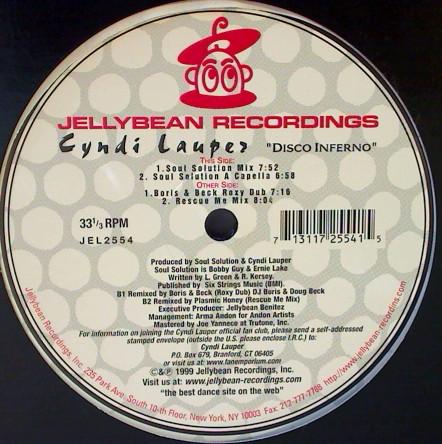 JELLYBEAN RECORDINGS
Cyndi Lauper "DISCO INFERNO"
THIS SIDE:
1.Soul Solution Mix 7:52
2. Soul Solution A Capella 6:58
OTHER SIDE:
1.Boris & Beck Roxy Dub 7:16
2. Rescue Me Mix 8:04
33 1/3 RPM
JEL2554
7 13117 25541 5
Produced by Soul Solution & Cyndi Lauper
Soul Solution is Bobby Guy & Ernie Lake
Written by L. Green & R. Kersey.
Published by Six Strings Music (BMI).
B1 Remixed by Boris & Beck (Roxy Dub) DJ Boris & Doug Beck
B2 Remixed by Plasmic Honey (Rescue Me Mix)
Executive Producer: Jellybean Benitez
Management: Arma Andon for Andon Artists
Mastered by Joe Yannece at Trutone, Inc.
For information on joining the Cyndi Lauper official fan club, please send a self-addressed
stamped envelope (outside the U.S. please enclose I.R.C.) to:
Cyndi Lauper
P.O. Box 679, Branford, CT 06405
or visit us at: www.fanemporium.com
©&℗ 1999 Jellybean Recordings, Inc.
Visit us at: www.jellybean-recordings.com
"the best dance site on the web"
Jellybean Recordings, Inc. 235 Park Ave. South 10-th Floor, New York, NY 10003 Fax. 212-777-7788 http://www.jellybean-recordings.com